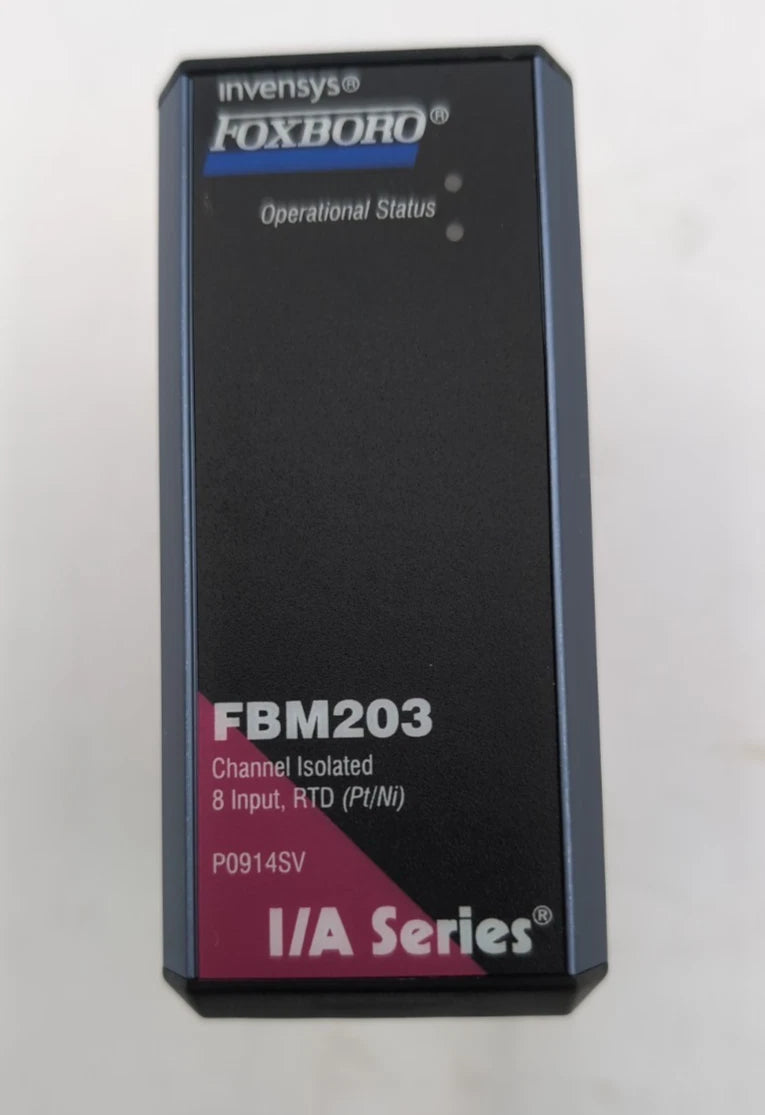 invensys®
FOXBORO®
Operational Status
FBM203
Channel Isolated
8 Input, RTD (Pt/Ni)
P0914SV
I/A Series®